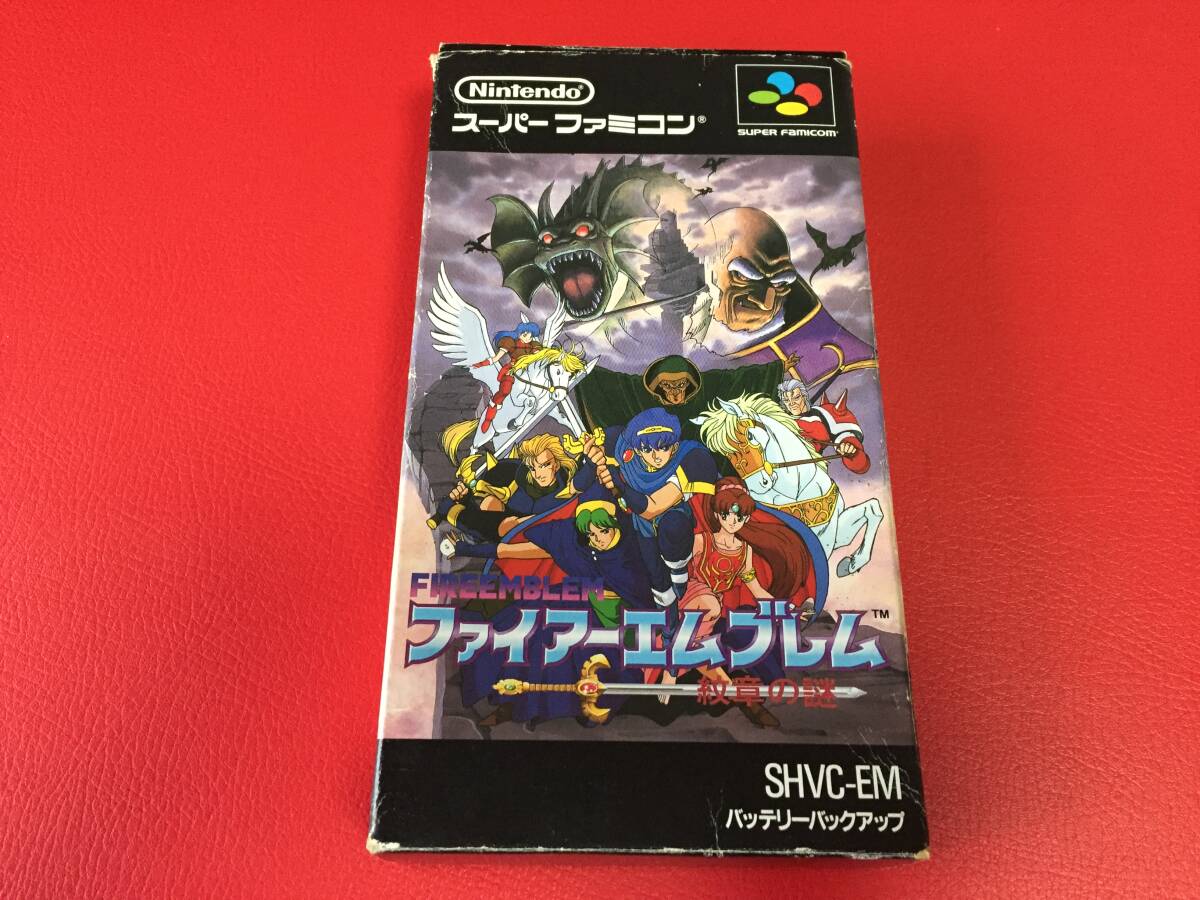 Nintendo®
スーパーファミコン®
SUPER FAMICOM
FIREEMBLEM
ファイアーエムブレム™
紋章の謎
SHVC-EM
バッテリーバックアップ